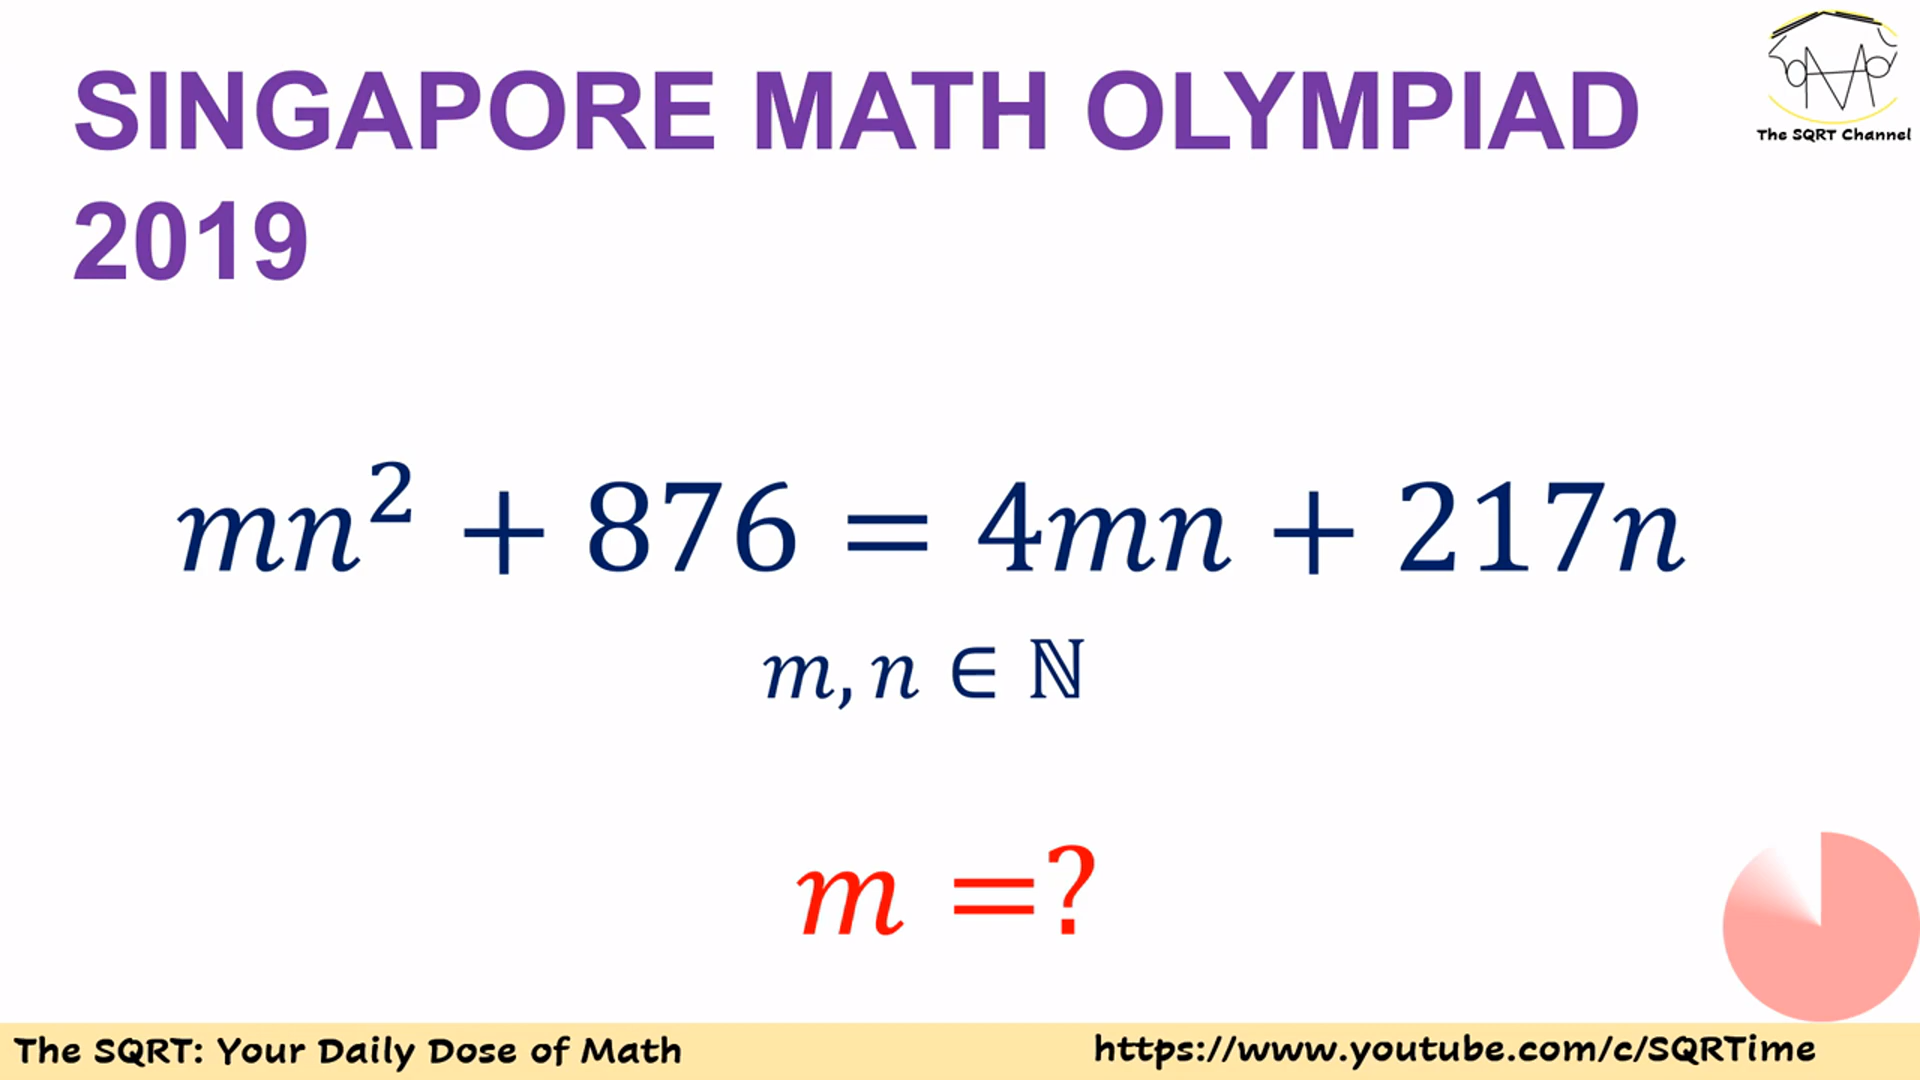 SINGAPORE MATH OLYMPIAD
2019
The SQRT Channel
mn² + 876 = 4mn + 217n
m, n ∈ ℕ
m =?
The SQRT: Your Daily Dose of Math
https://www.youtube.com/c/SQRTime